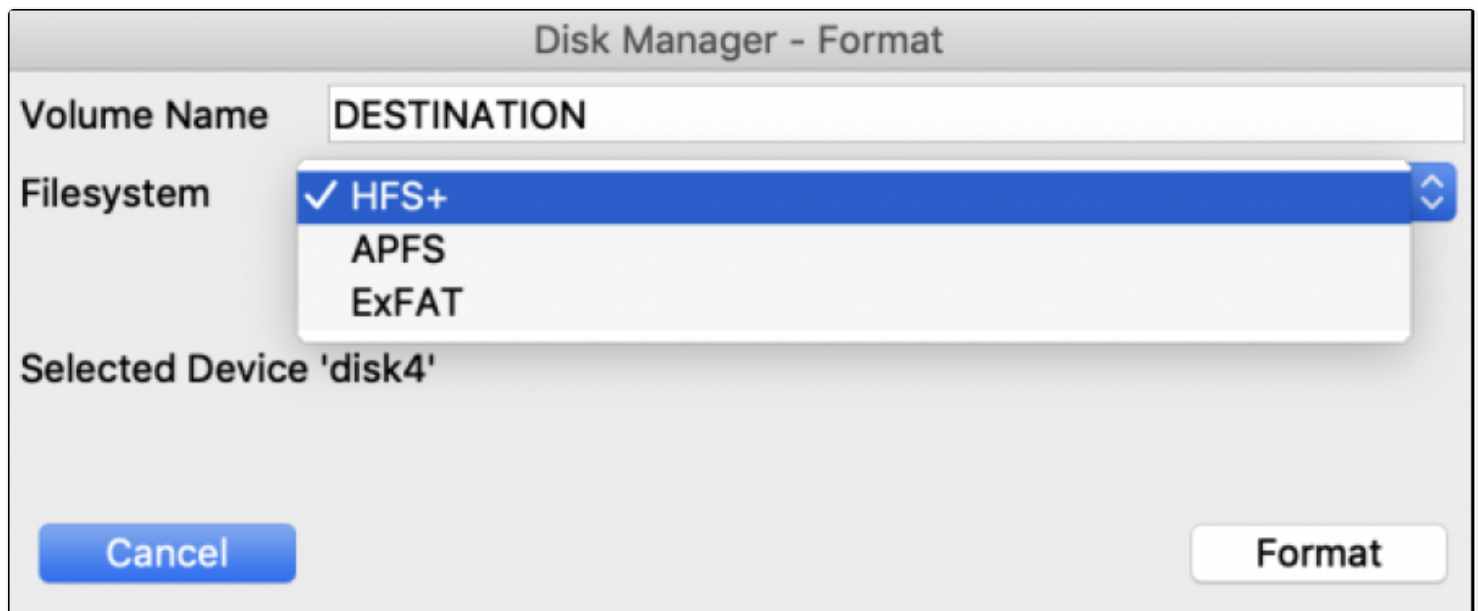 Disk Manager - Format
Volume Name DESTINATION
Filesystem ✓ HFS+
APFS
ExFAT
Selected Device 'disk4'
Cancel Format